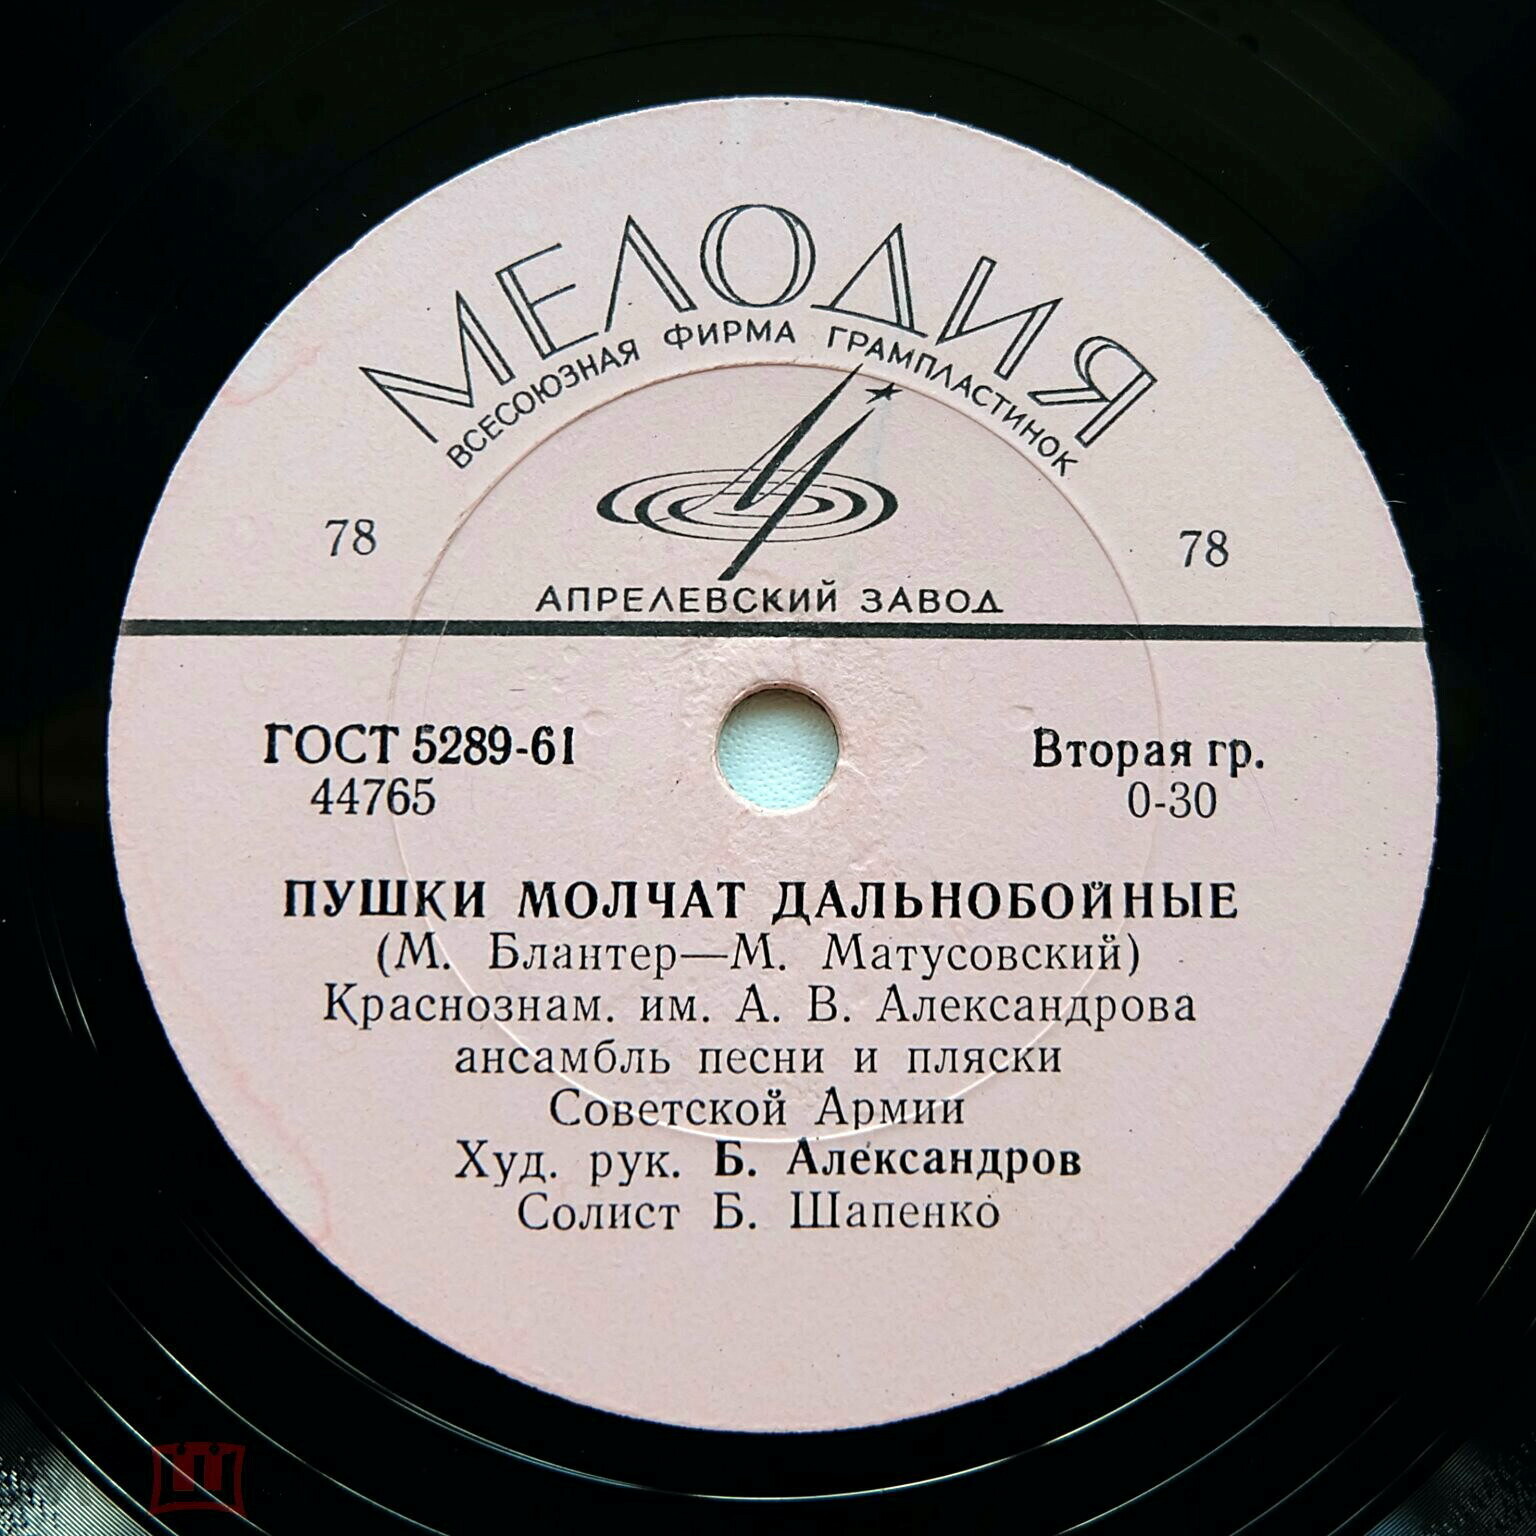 МЕЛОДИЯ
ВСЕСОЮЗНАЯ ФИРМА ГРАМПЛАСТИНОК
78 78
АПРЕЛЕВСКИЙ ЗАВОД
ГОСТ 5289-61 Вторая гр.
44765 0-30
ПУШКИ МОЛЧАТ ДАЛЬНОБОЙНЫЕ
(М. Блантер—М. Матусовский)
Краснознам. им. А. В. Александрова
ансамбль песни и пляски
Советской Армии
Худ. рук. Б. Александров
Солист Б. Шапенко